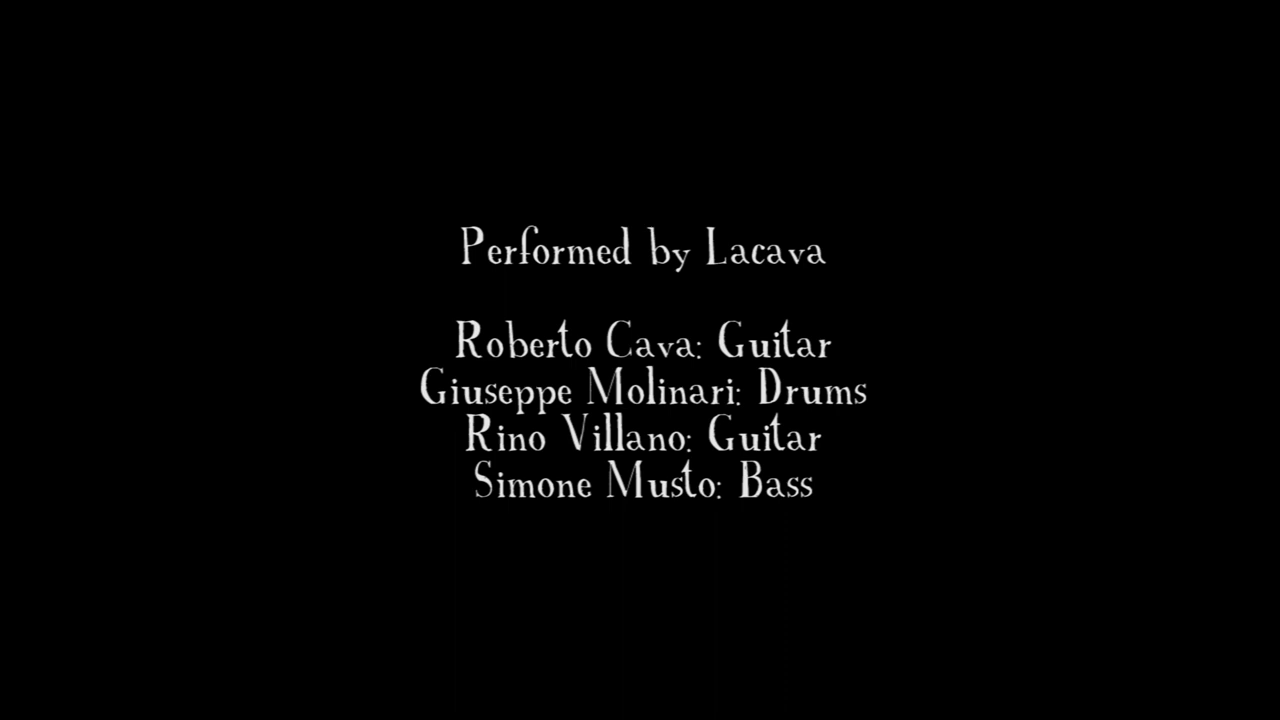 Performed by Lacava
Roberto Cava: Guitar
Giuseppe Molinari: Drums
Rino Villano: Guitar
Simone Musto: Bass